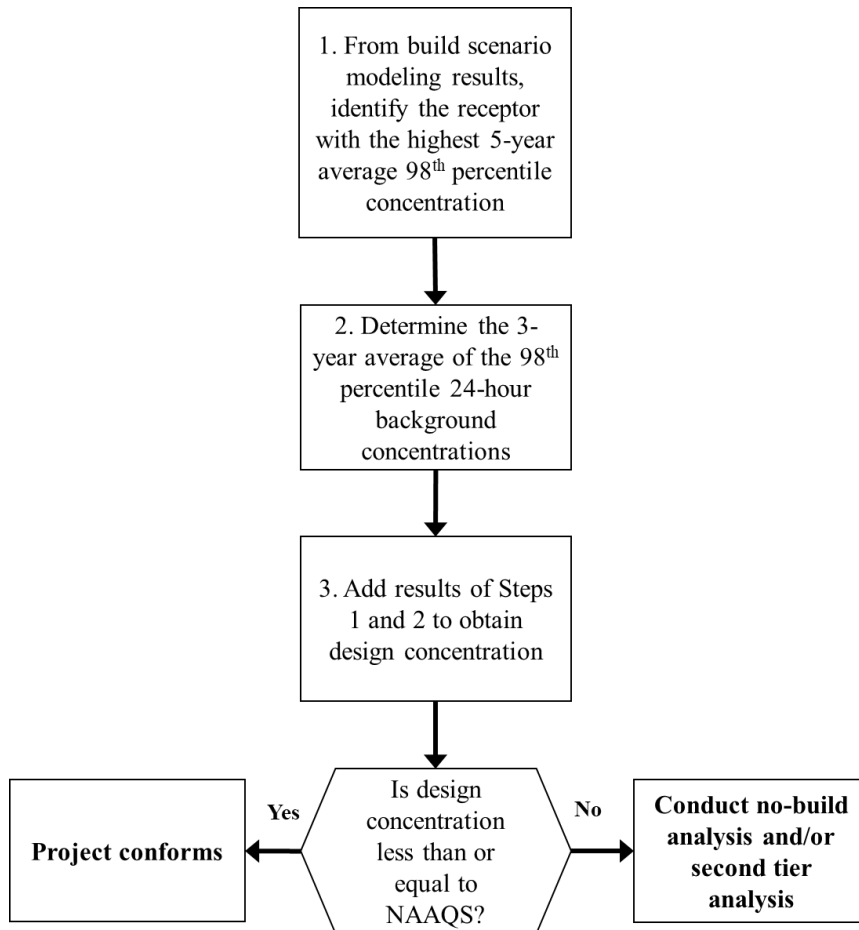 1. From build scenario
modeling results,
identify the receptor
with the highest 5-year
average 98th percentile
concentration
2. Determine the 3-
year average of the 98th
percentile 24-hour
background
concentrations
3. Add results of Steps
1 and 2 to obtain
design concentration
Is design
concentration
less than or
equal to
NAAQS?
Yes
No
Project conforms
Conduct no-build
analysis and/or
second tier
analysis